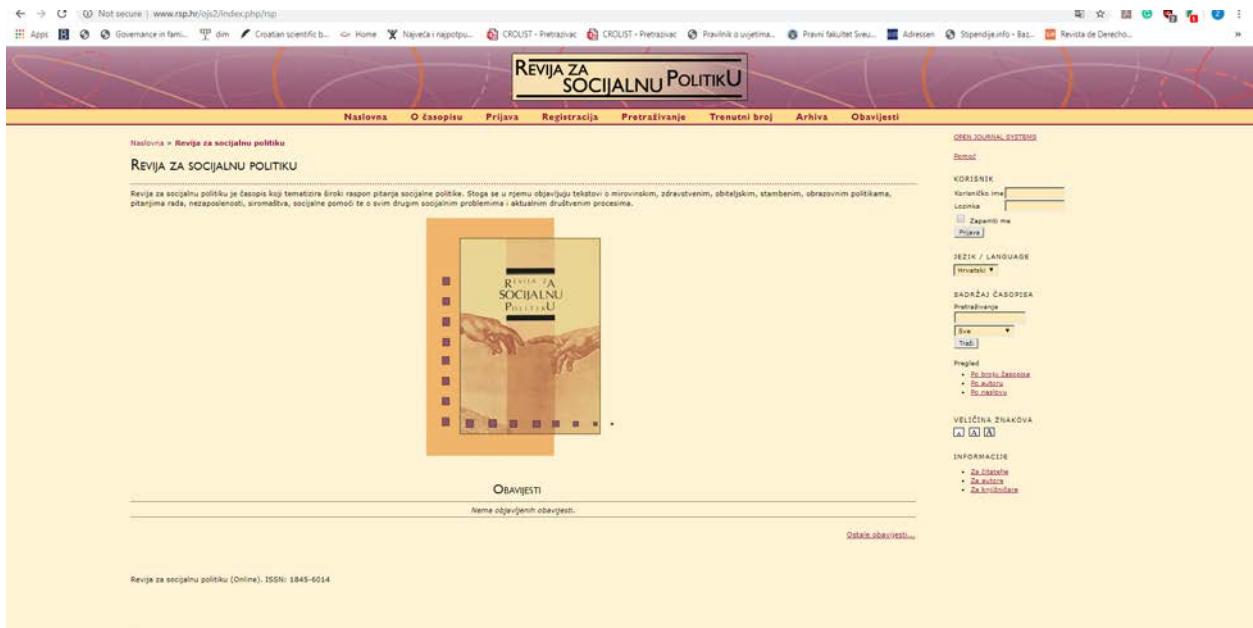 Not secure | www.rsp.hr/ojs2/index.php/rsp
Apps Governance in fami... dim Croatian scientific b... Home Najveća i najpotpu... CROLIST - Pretrazivac CROLIST - Pretrazivac Pravilnik o uvjetima... Pravni fakultet Sveu... Adressen Stipendije.info - Baz... Revista de Derecho... »
REVIJA ZA
SOCIJALNU POLITIKU
Naslovna O časopisu Prijava Registracija Pretraživanje Trenutni broj Arhiva Obavijesti
Naslovna > Revija za socijalnu politiku
REVIJA ZA SOCIJALNU POLITIKU
Revija za socijalnu politiku je časopis koji tematizira široki raspon pitanja socijalne politike. Stoga se u njemu objavljuju tekstovi o mirovinskim, zdravstvenim, obiteljskim, stambenim, obrazovnim politikama,
pitanjima rada, nezaposlenosti, siromaštva, socijalne pomoći te o svim drugim socijalnim problemima i aktualnim društvenim procesima.
REVIJA ZA
SOCIJALNU
POLITIKU
OBAVIJESTI
Nema objavljenih obavijesti.
Ostale obavijesti...
Revija za socijalnu politiku (Online). ISSN: 1845-6014
OPEN JOURNAL SYSTEMS
Pomoć
KORISNIK
Korisničko ime
Lozinka
Zapamti me
Prijava
JEZIK / LANGUAGE
Hrvatski
SADRŽAJ ČASOPISA
Pretraživanje
Sve
Traži
Pregled
Po broju časopisa
Po autoru
Po naslovu
VELIČINA ZNAKOVA
A A A
INFORMACIJE
Za čitatelje
Za autore
Za knjižničare